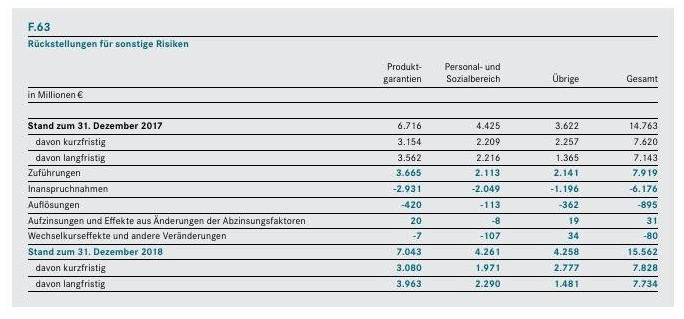 F.63
Rückstellungen für sonstige Risiken
Produkt- Personal- und
garantien Sozialbereich Übrige Gesamt
in Millionen €
Stand zum 31. Dezember 2017 6.716 4.425 3.622 14.763
davon kurzfristig 3.154 2.209 2.257 7.620
davon langfristig 3.562 2.216 1.365 7.143
Zuführungen 3.665 2.113 2.141 7.919
Inanspruchnahmen -2.931 -2.049 -1.196 -6.176
Auflösungen -420 -113 -362 -895
Aufzinsungen und Effekte aus Änderungen der Abzinsungsfaktoren 20 -8 19 31
Wechselkurseffekte und andere Veränderungen -7 -107 34 -80
Stand zum 31. Dezember 2018 7.043 4.261 4.258 15.562
davon kurzfristig 3.080 1.971 2.777 7.828
davon langfristig 3.963 2.290 1.481 7.734